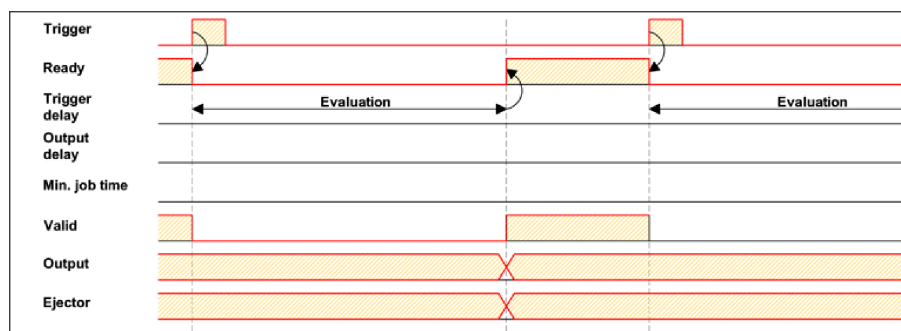 Trigger
Ready
Trigger
delay
Evaluation
Evaluation
Output
delay
Min. job time
Valid
Output
Ejector